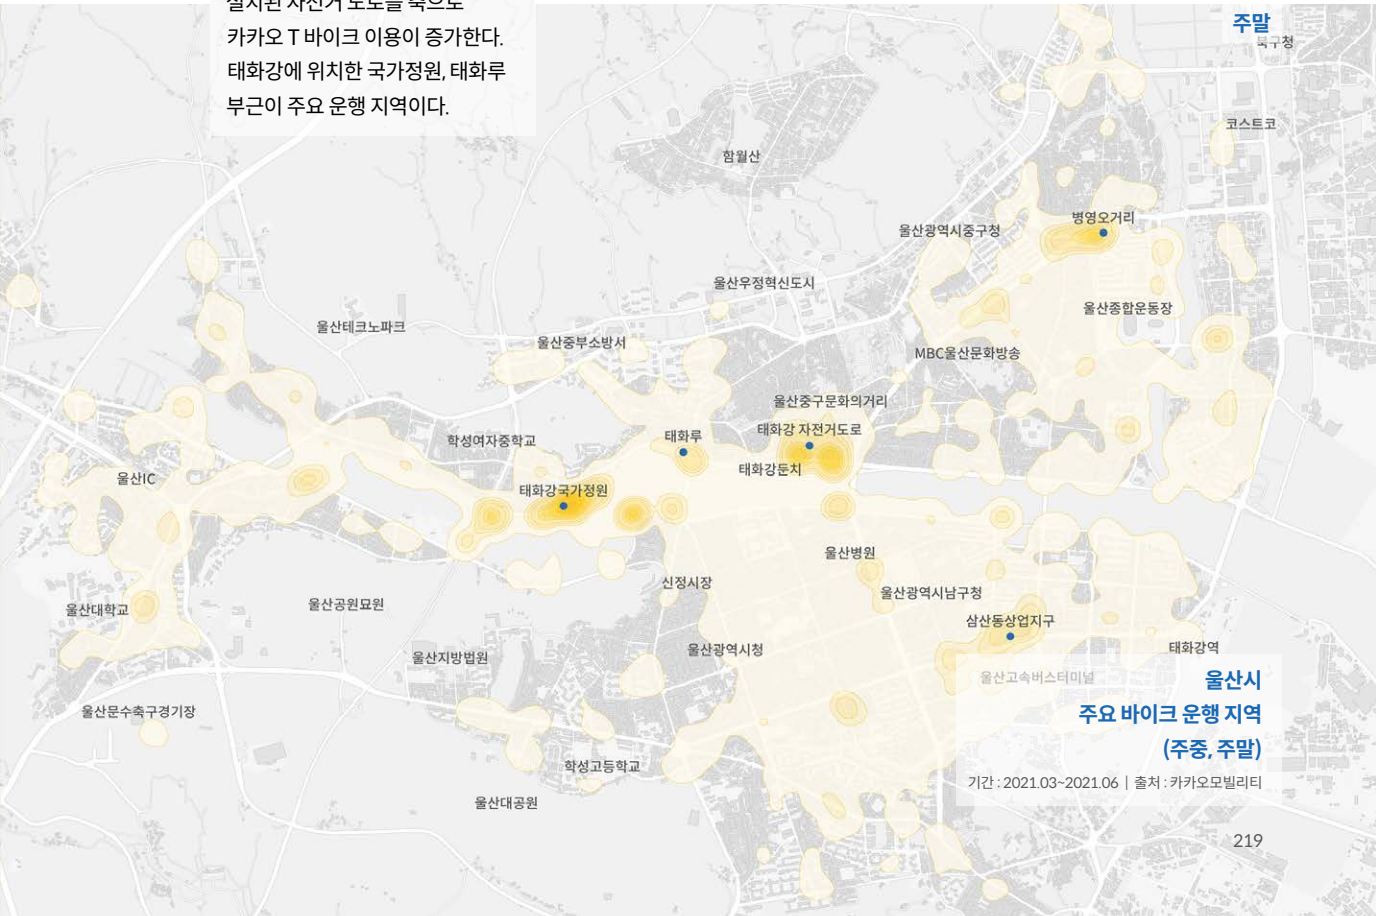 설치된 자전거 도로를 축으로
카카오 T 바이크 이용이 증가한다.
태화강에 위치한 국가정원, 태화루
부근이 주요 운행 지역이다.
주말
북구청
코스트코
함월산
병영오거리
울산광역시중구청
울산우정혁신도시
울산종합운동장
울산테크노파크
울산중부소방서
MBC울산문화방송
울산중구문화의거리
태화강 자전거도로
태화루
학성여자중학교
태화강둔치
울산IC
태화강국가정원
울산병원
신정시장
울산광역시남구청
울산대학교
울산공원묘원
삼산동상업지구
울산광역시청
태화강역
울산지방법원
울산고속버스터미널
울산문수축구경기장
학성고등학교
울산대공원
울산시
주요 바이크 운행 지역
(주중, 주말)
기간 : 2021.03~2021.06 | 출처 : 카카오모빌리티
219